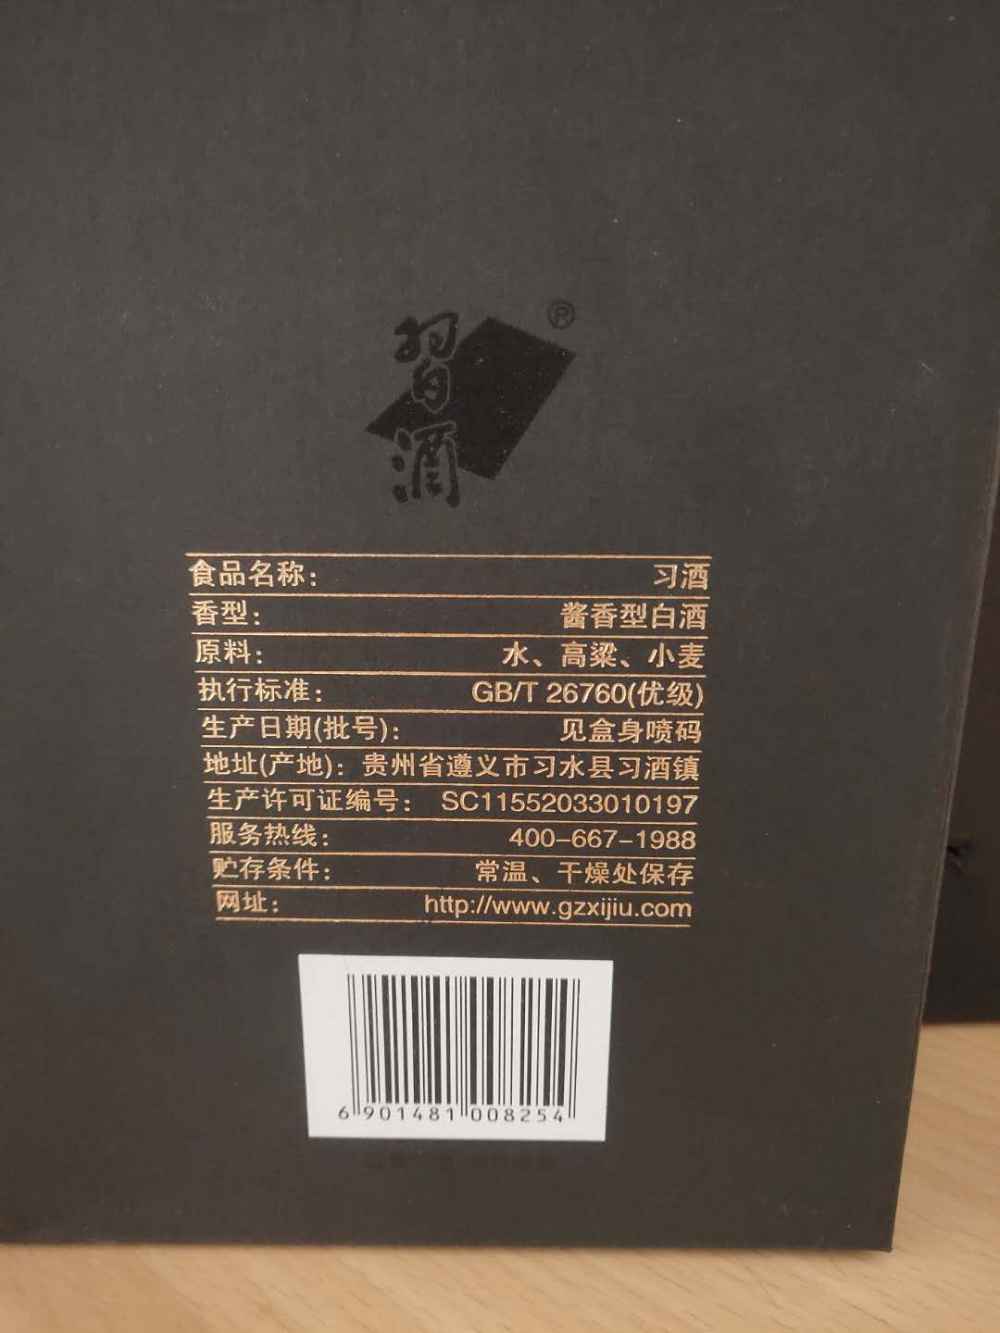 習酒
®
食品名称： 习酒
香型： 酱香型白酒
原料： 水、高粱、小麦
执行标准： GB/T 26760(优级)
生产日期(批号)： 见盒身喷码
地址(产地)：贵州省遵义市习水县习酒镇
生产许可证编号： SC11552033010197
服务热线： 400-667-1988
贮存条件： 常温、干燥处保存
网址： http://www.gzxijiu.com
6 901481 008254